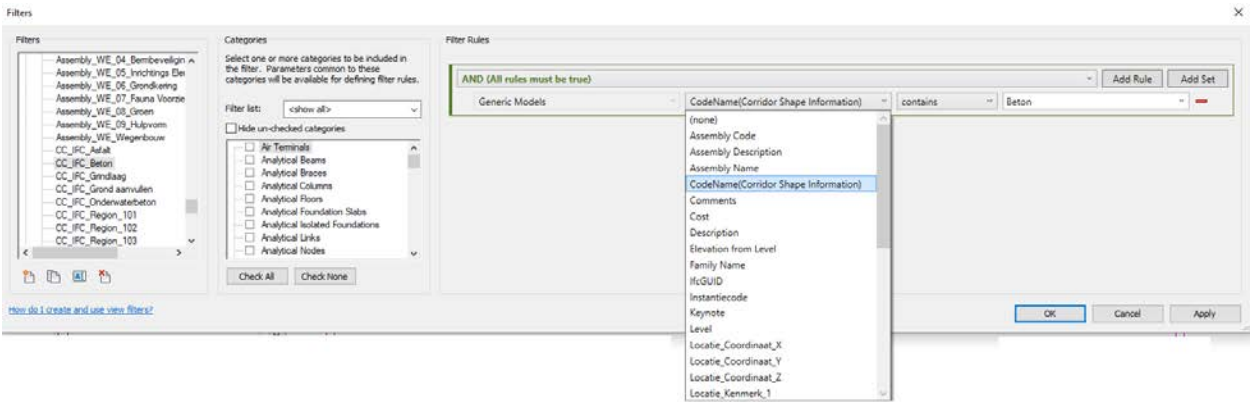 Filters
Filters
Assembly_WE_04_Bermbeveiligin
Assembly_WE_05_Inrichtings Eler
Assembly_WE_06_Grondkering
Assembly_WE_07_Fauna Voorzie
Assembly_WE_08_Groen
Assembly_WE_09_Hulpvorm
Assembly_WE_Wegenbouw
CC_IFC_Asfalt
CC_IFC_Beton
CC_IFC_Grindlaag
CC_IFC_Grond aanvullen
CC_IFC_Onderwaterbeton
CC_IFC_Region_101
CC_IFC_Region_102
CC_IFC_Region_103
How do I create and use view filters?
Categories
Select one or more categories to be included in
the filter. Parameters common to these
categories will be available for defining filter rules.
Filter list:
<show all>
Hide un-checked categories
Air Terminals
Analytical Beams
Analytical Braces
Analytical Columns
Analytical Floors
Analytical Foundation Slabs
Analytical Isolated Foundations
Analytical Links
Analytical Nodes
Check All
Check None
Filter Rules
AND (All rules must be true)
Add Rule
Add Set
Generic Models
CodeName(Corridor Shape Information)
contains
Beton
(none)
Assembly Code
Assembly Description
Assembly Name
CodeName(Corridor Shape Information)
Comments
Cost
Description
Elevation from Level
Family Name
IfcGUID
Instantiecode
Keynote
Level
Locatie_Coordinaat_X
Locatie_Coordinaat_Y
Locatie_Coordinaat_Z
Locatie_Kenmerk_1
OK
Cancel
Apply